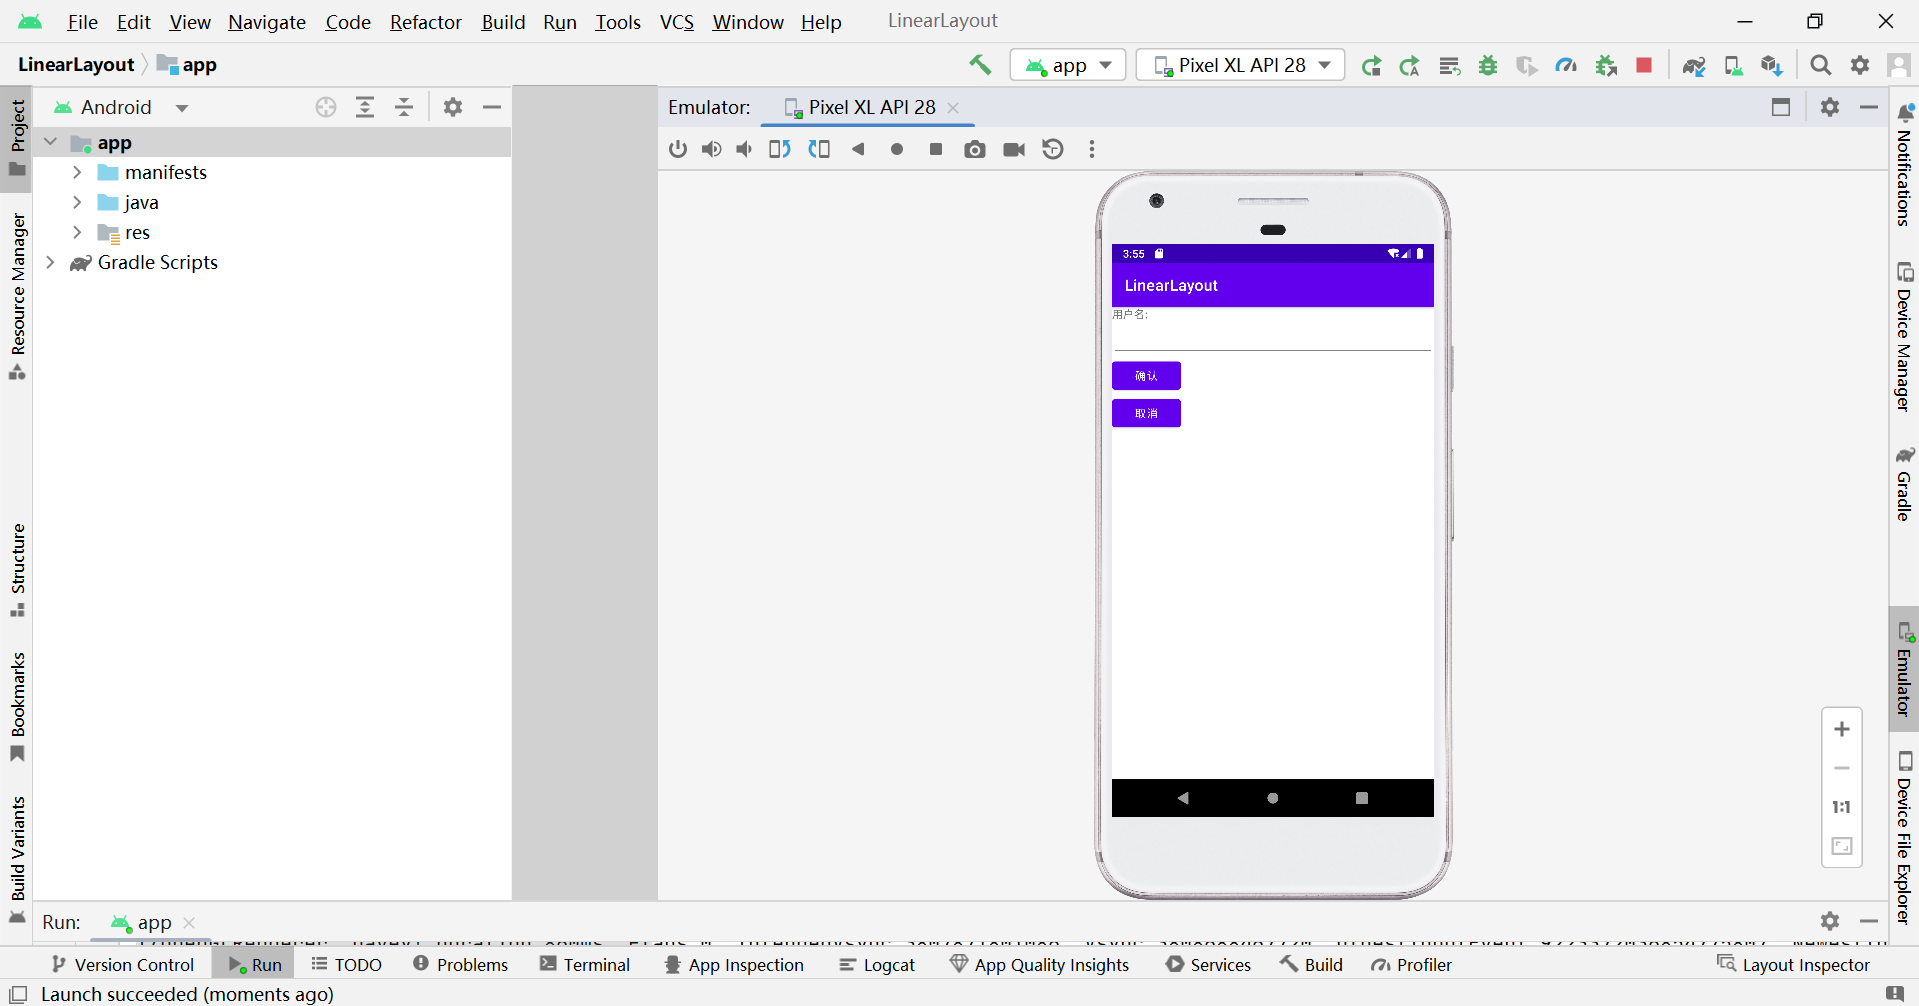 File Edit View Navigate Code Refactor Build Run Tools VCS Window Help LinearLayout
LinearLayout app
app Pixel XL API 28
Project
Resource Manager
Structure
Bookmarks
Build Variants
Android
app
manifests
java
res
Gradle Scripts
Emulator: Pixel XL API 28
3:55
LinearLayout
用户名:
确认
取消
1:1
Notifications
Device Manager
Gradle
Emulator
Device File Explorer
Run: app
Version Control Run TODO Problems Terminal App Inspection Logcat App Quality Insights Services Build Profiler Layout Inspector
Launch succeeded (moments ago)